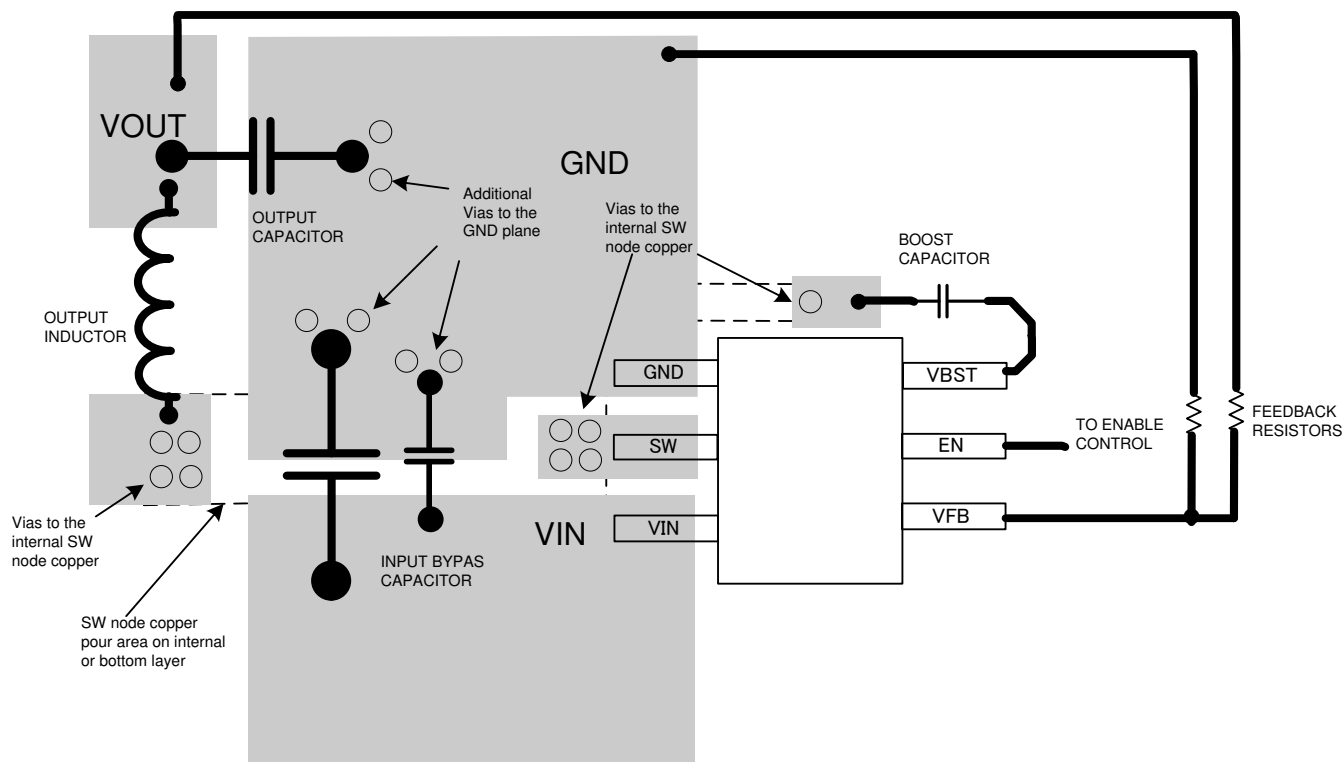 VOUT
OUTPUT
CAPACITOR
Additional
Vias to the
GND plane
GND
Vias to the
internal SW
node copper
BOOST
CAPACITOR
OUTPUT
INDUCTOR
GND
VBST
SW
EN
TO ENABLE
CONTROL
FEEDBACK
RESISTORS
VIN
VIN
VFB
Vias to the
internal SW
node copper
INPUT BYPAS
CAPACITOR
SW node copper
pour area on internal
or bottom layer